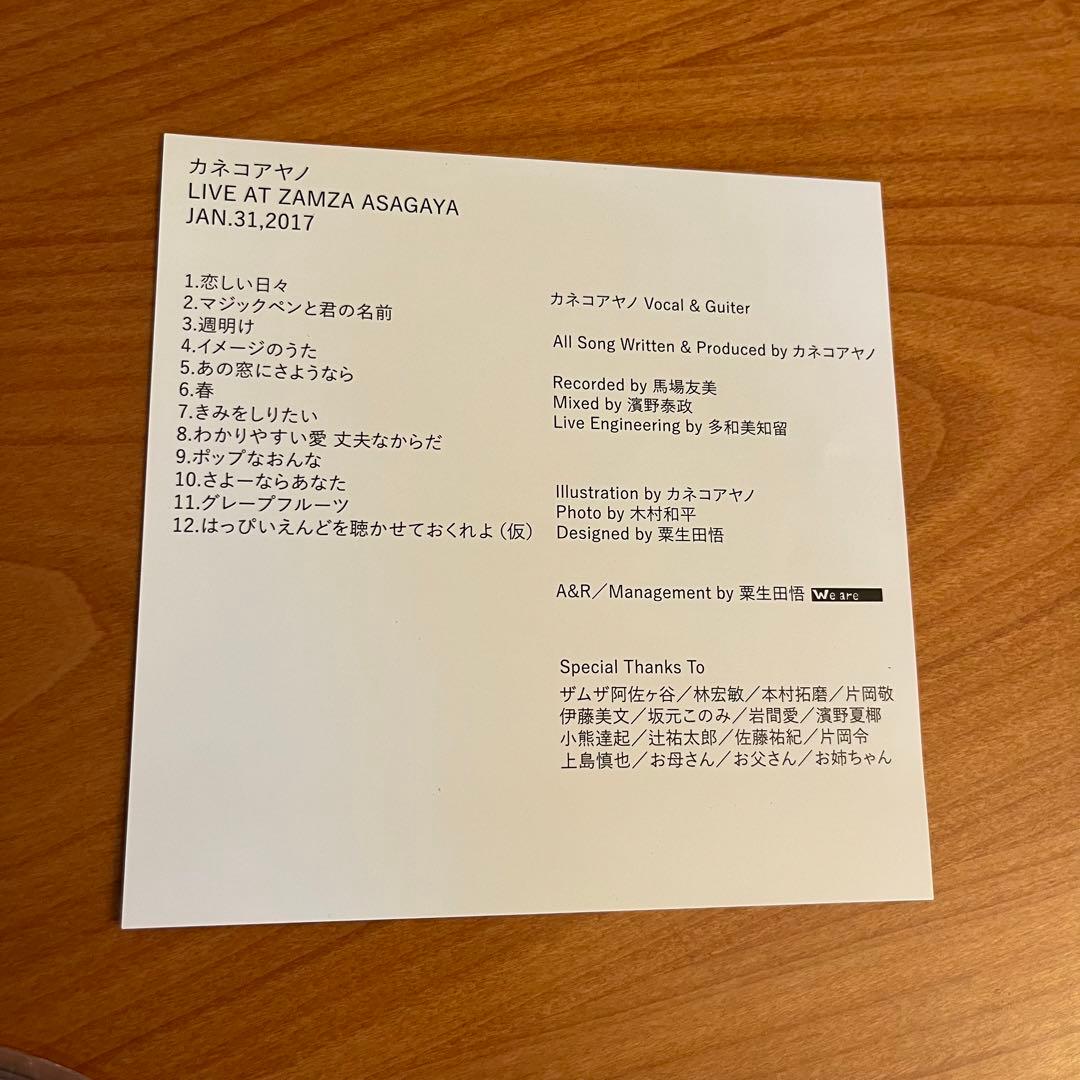 カネコアヤノ
LIVE AT ZAMZA ASAGAYA
JAN.31,2017
1.恋しい日々
2.マジックペンと君の名前
3.週明け
4.イメージのうた
5.あの窓にさようなら
6.春
7.きみをしりたい
8.わかりやすい愛 丈夫なからだ
9.ポップなおんな
10.さよーならあなた
11.グレープフルーツ
12.はっぴいえんどを聴かせておくれよ（仮）
カネコアヤノ Vocal & Guiter
All Song Written & Produced by カネコアヤノ
Recorded by 馬場友美
Mixed by 濱野泰政
Live Engineering by 多和美知留
Illustration by カネコアヤノ
Photo by 木村和平
Designed by 粟生田悟
A&R／Management by 粟生田悟 We are
Special Thanks To
ザムザ阿佐ヶ谷／林宏敏／本村拓磨／片岡敬
伊藤美文／坂元このみ／岩間愛／濱野夏椰
小熊達起／辻祐太郎／佐藤祐紀／片岡令
上島慎也／お母さん／お父さん／お姉ちゃん